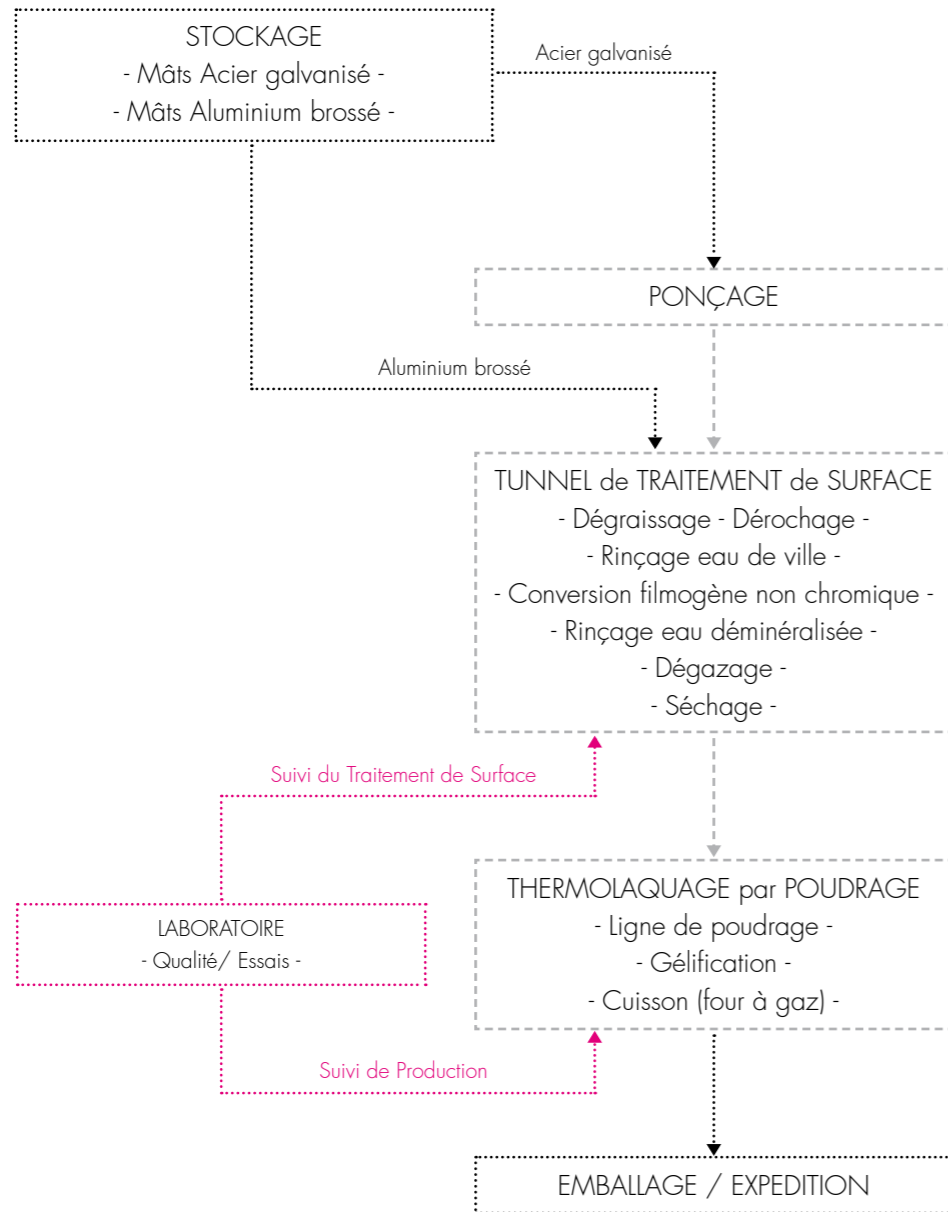 STOCKAGE
- Mâts Acier galvanisé -
- Mâts Aluminium brossé -
Acier galvanisé
PONÇAGE
Aluminium brossé
TUNNEL de TRAITEMENT de SURFACE
- Dégraissage - Dérochage -
- Rinçage eau de ville -
- Conversion filmogène non chromique -
- Rinçage eau déminéralisée -
- Dégazage -
- Séchage -
Suivi du Traitement de Surface
LABORATOIRE
- Qualité/ Essais -
THERMOLAQUAGE par POUDRAGE
- Ligne de poudrage -
- Gélification -
- Cuisson (four à gaz) -
Suivi de Production
EMBALLAGE / EXPEDITION